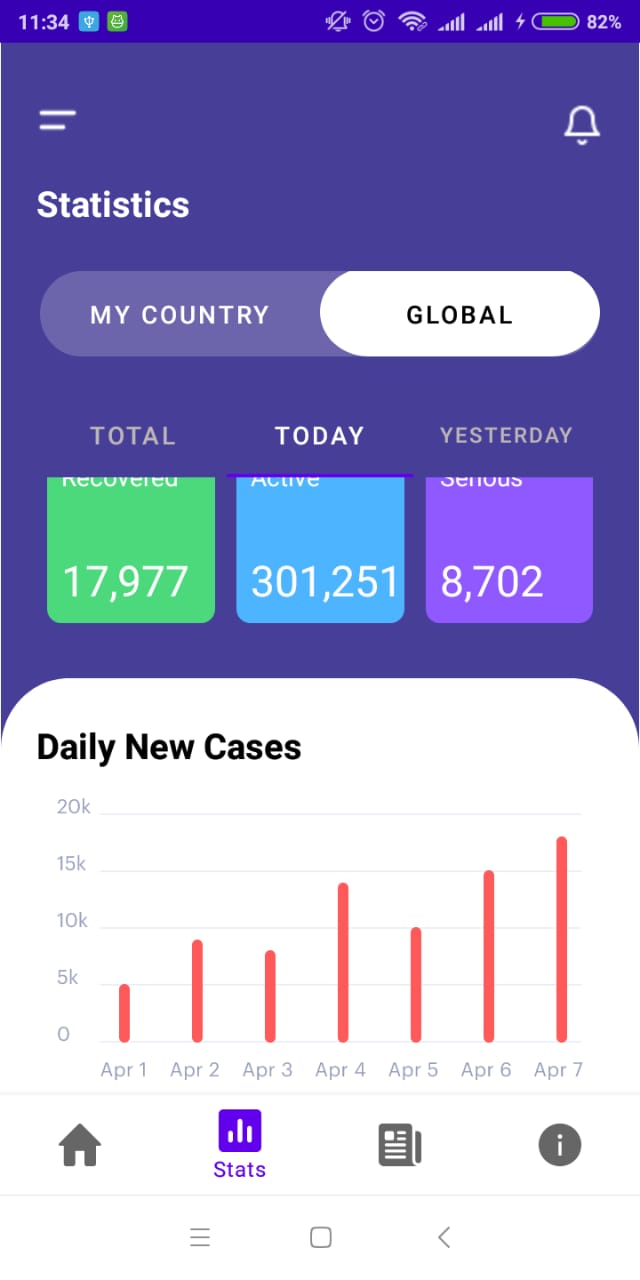 11:34 82%
Statistics
MY COUNTRY GLOBAL
TOTAL TODAY YESTERDAY
Recovered Active Serious
17,977 301,251 8,702
Daily New Cases
20k
15k
10k
5k
0
Apr 1 Apr 2 Apr 3 Apr 4 Apr 5 Apr 6 Apr 7
Stats